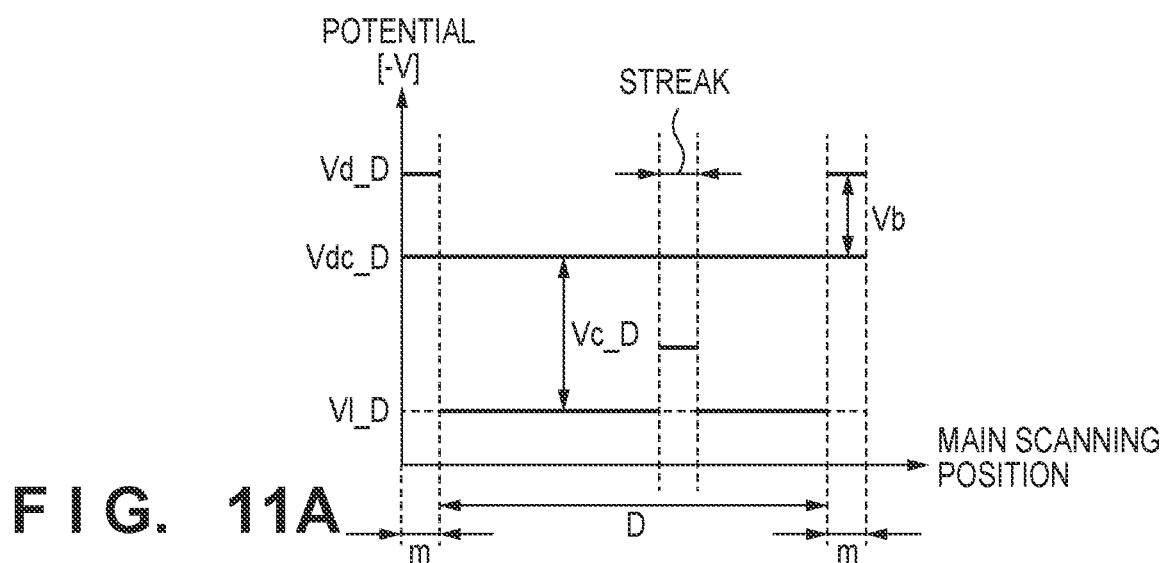 POTENTIAL
[-V]
STREAK
Vd_D
Vb
Vdc_D
Vc_D
Vl_D
MAIN SCANNING
POSITION
FIG. 11A
D
m
m